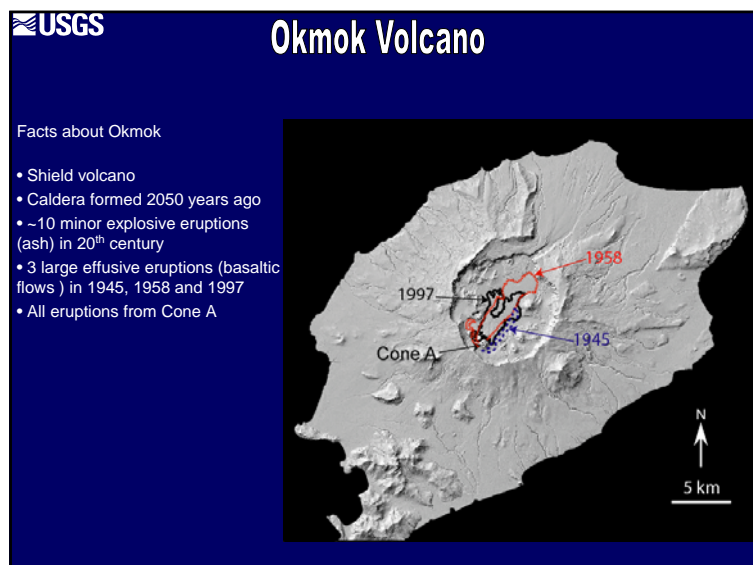 USGS
Okmok Volcano
Facts about Okmok
• Shield volcano
• Caldera formed 2050 years ago
• ~10 minor explosive eruptions
(ash) in 20th century
• 3 large effusive eruptions (basaltic
flows ) in 1945, 1958 and 1997
• All eruptions from Cone A
1958
1997
1945
Cone A
N
5 km